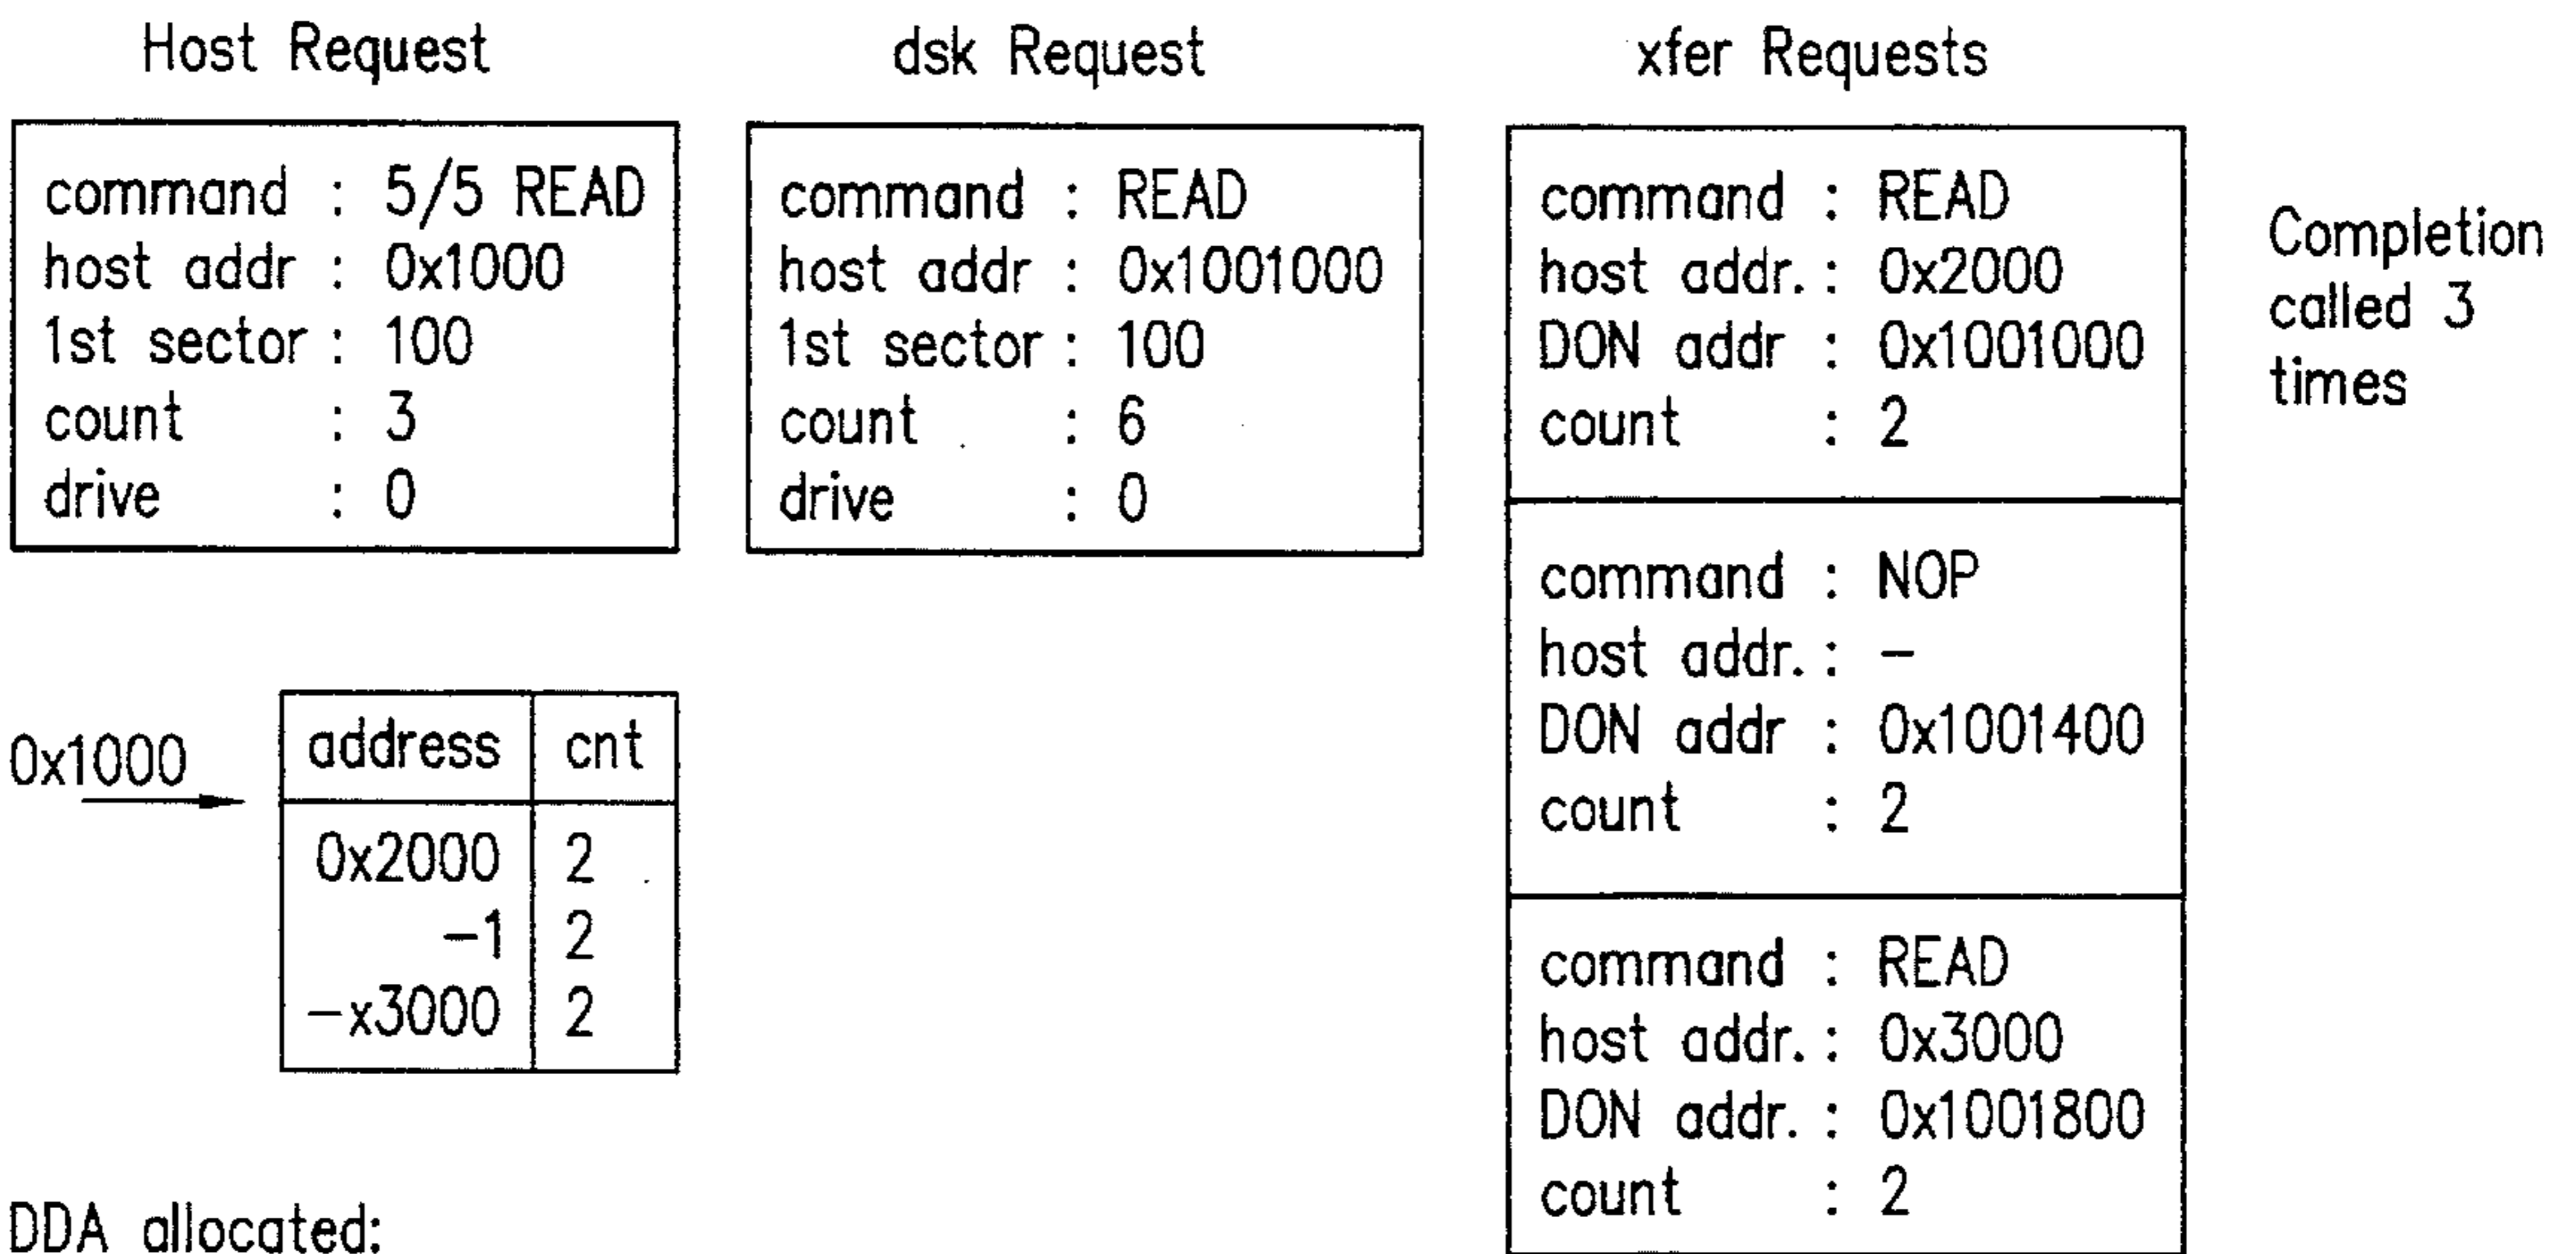 Host Request
command : 5/5 READ
host addr : 0x1000
1st sector : 100
count : 3
drive : 0
dsk Request
command : READ
host addr : 0x1001000
1st sector : 100
count : 6
drive : 0
xfer Requests
command : READ
host addr. : 0x2000
DON addr : 0x1001000
count : 2
command : NOP
host addr. : –
DON addr : 0x1001400
count : 2
command : READ
host addr. : 0x3000
DON addr. : 0x1001800
count : 2
Completion
called 3
times
0x1000
address cnt
0x2000 2
–1 2
–x3000 2
DDA allocated: